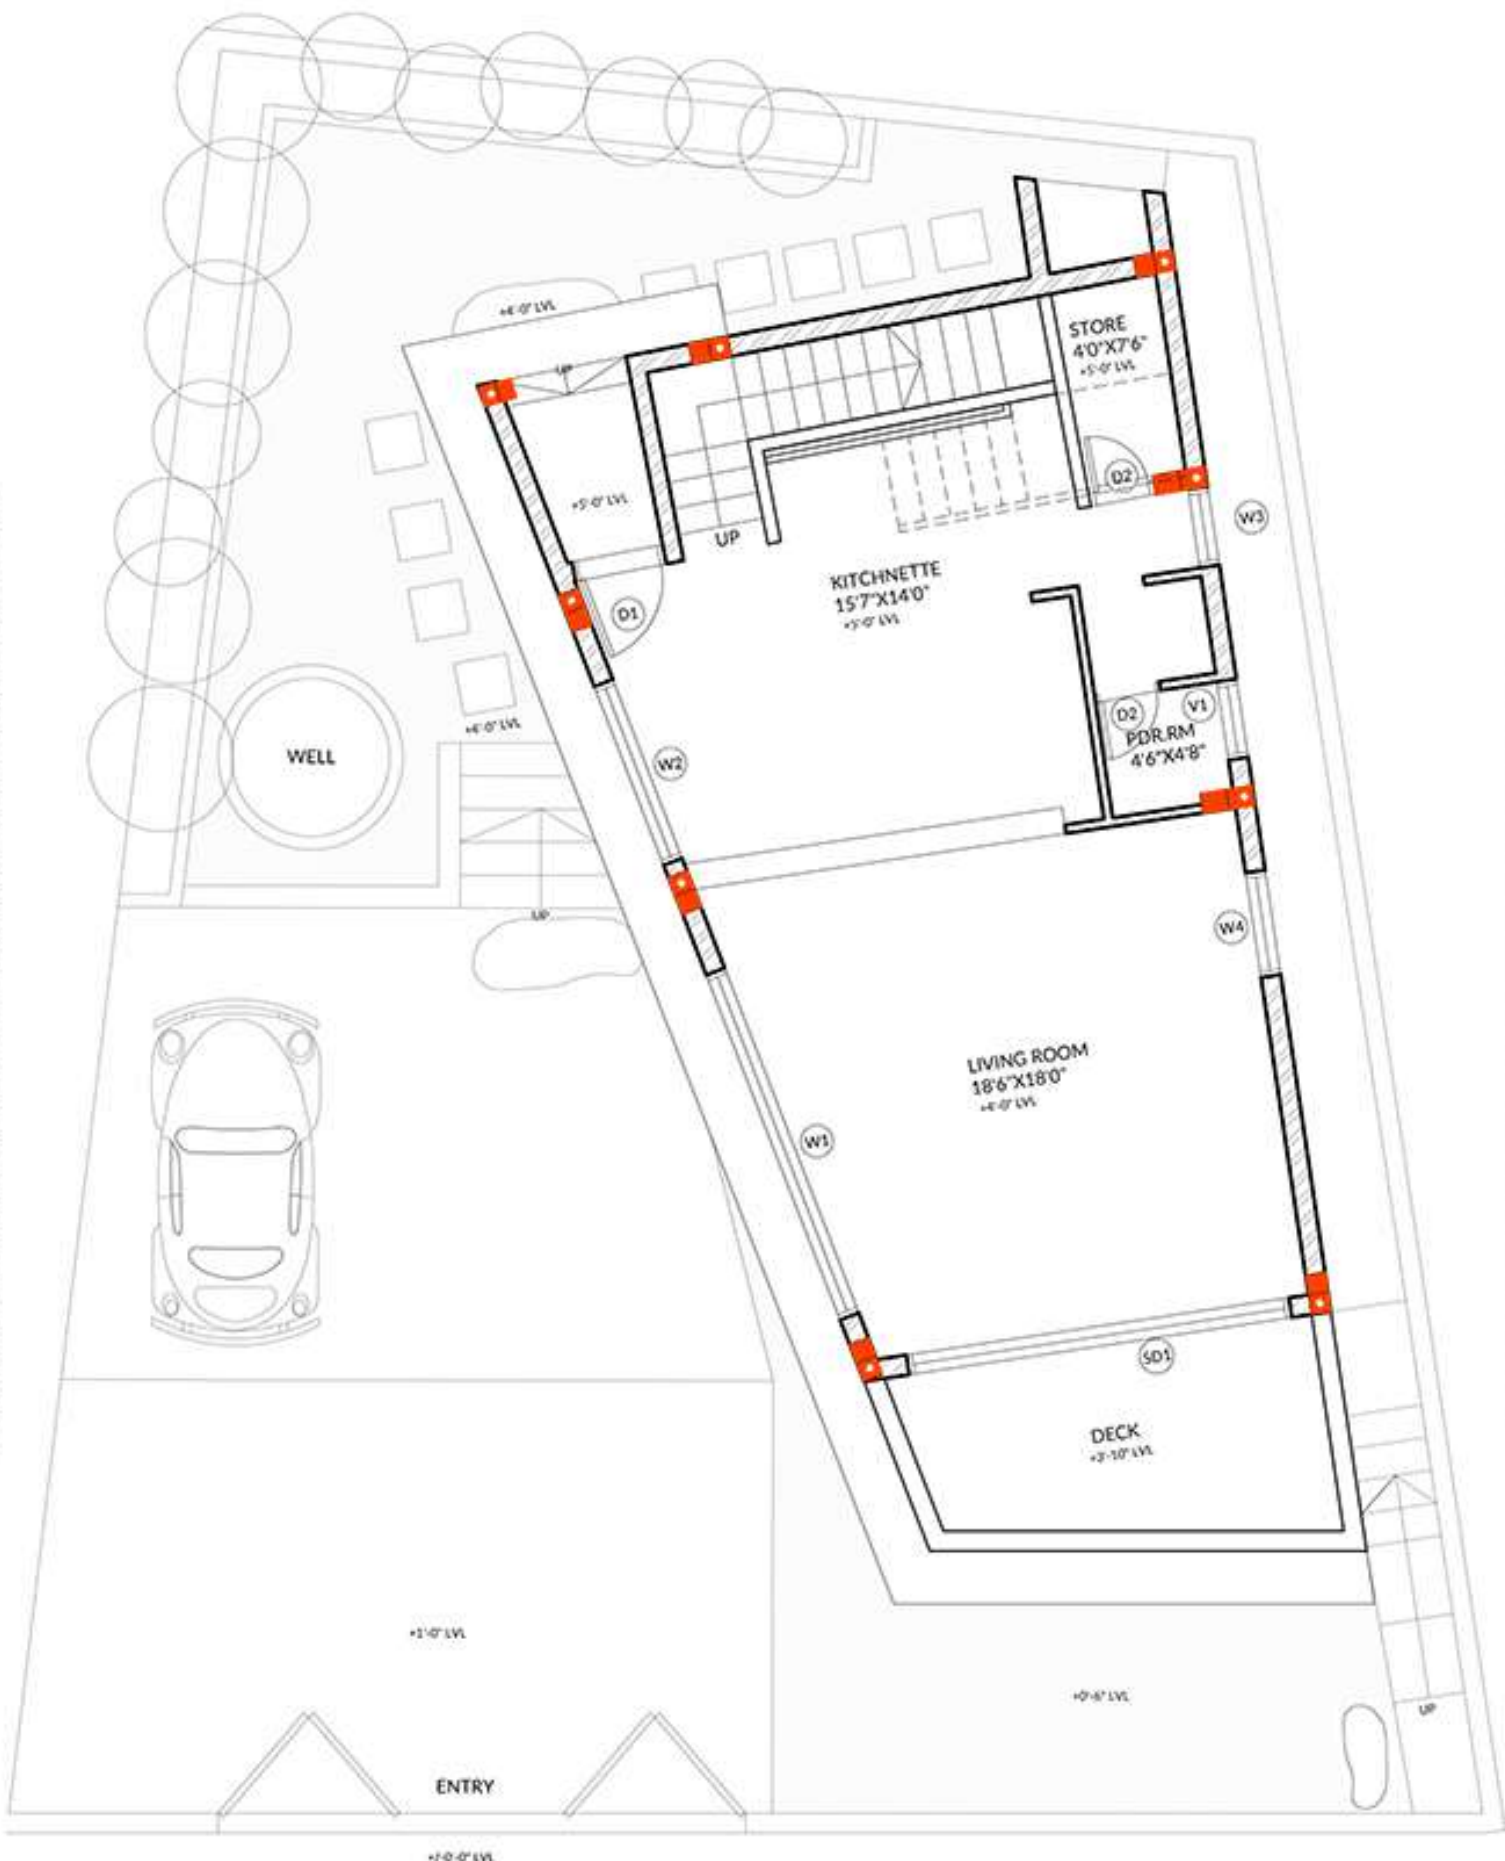 +4'-0" LVL
UP
STORE
4'0"X7'6"
+5'-0" LVL
+5'-0" LVL
D2
W3
UP
KITCHNETTE
15'7"X14'0"
+5'-0" LVL
D1
D2
V1
PDR.RM
4'6"X4'8"
+4'-0" LVL
WELL
W2
UP
W4
LIVING ROOM
18'6"X18'0"
+4'-0" LVL
W1
SD1
DECK
+3'-10" LVL
+1'-0" LVL
+0'-6" LVL
UP
ENTRY